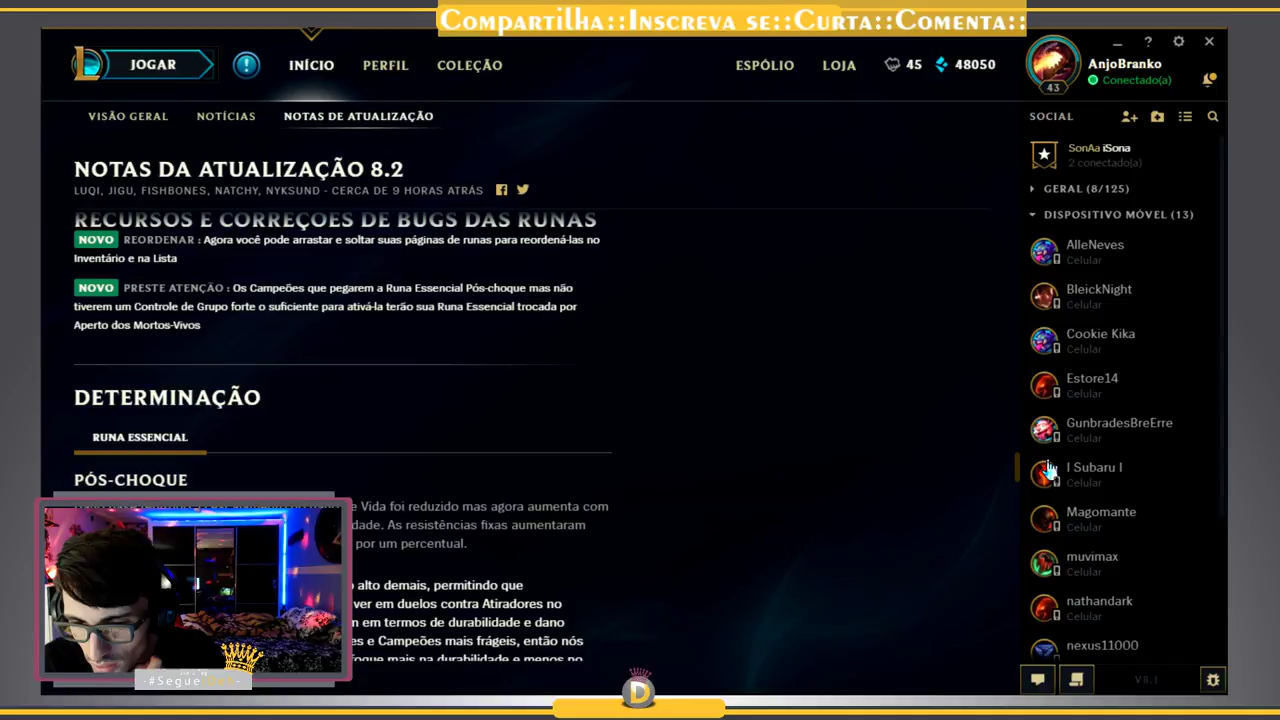 Compartilha::Inscreva se::Curta::Comenta::
JOGAR
INÍCIO
PERFIL
COLEÇÃO
ESPÓLIO
LOJA
45
48050
AnjoBranko
Conectado(a)
43
VISÃO GERAL
NOTÍCIAS
NOTAS DE ATUALIZAÇÃO
SOCIAL
NOTAS DA ATUALIZAÇÃO 8.2
LUQI, JIGU, FISHBONES, NATCHY, NYKSUND - CERCA DE 9 HORAS ATRÁS
RECURSOS E CORREÇÕES DE BUGS DAS RUNAS
NOVO REORDENAR : Agora você pode arrastar e soltar suas páginas de runas para reordená-las no
Inventário e na Lista
NOVO PRESTE ATENÇÃO : Os Campeões que pegarem a Runa Essencial Pós-choque mas não
tiverem um Controle de Grupo forte o suficiente para ativá-la terão sua Runa Essencial trocada por
Aperto dos Mortos-Vivos
DETERMINAÇÃO
RUNA ESSENCIAL
PÓS-CHOQUE
e Vida foi reduzido mas agora aumenta com
dade. As resistências fixas aumentaram
por um percentual.
alto demais, permitindo que
ver em duelos contra Atiradores no
m em termos de durabilidade e dano
es e Campeões mais frágeis, então nós
foque mais na durabilidade e menos no
SonAa iSona
2 conectado(a)
GERAL (8/125)
DISPOSITIVO MÓVEL (13)
AlleNeves
Celular
BleickNight
Celular
Cookie Kika
Celular
Estore14
Celular
GunbradesBreErre
Celular
I Subaru I
Celular
Magomante
Celular
muvimax
Celular
nathandark
Celular
nexus11000
V8.1
-#Segue
D